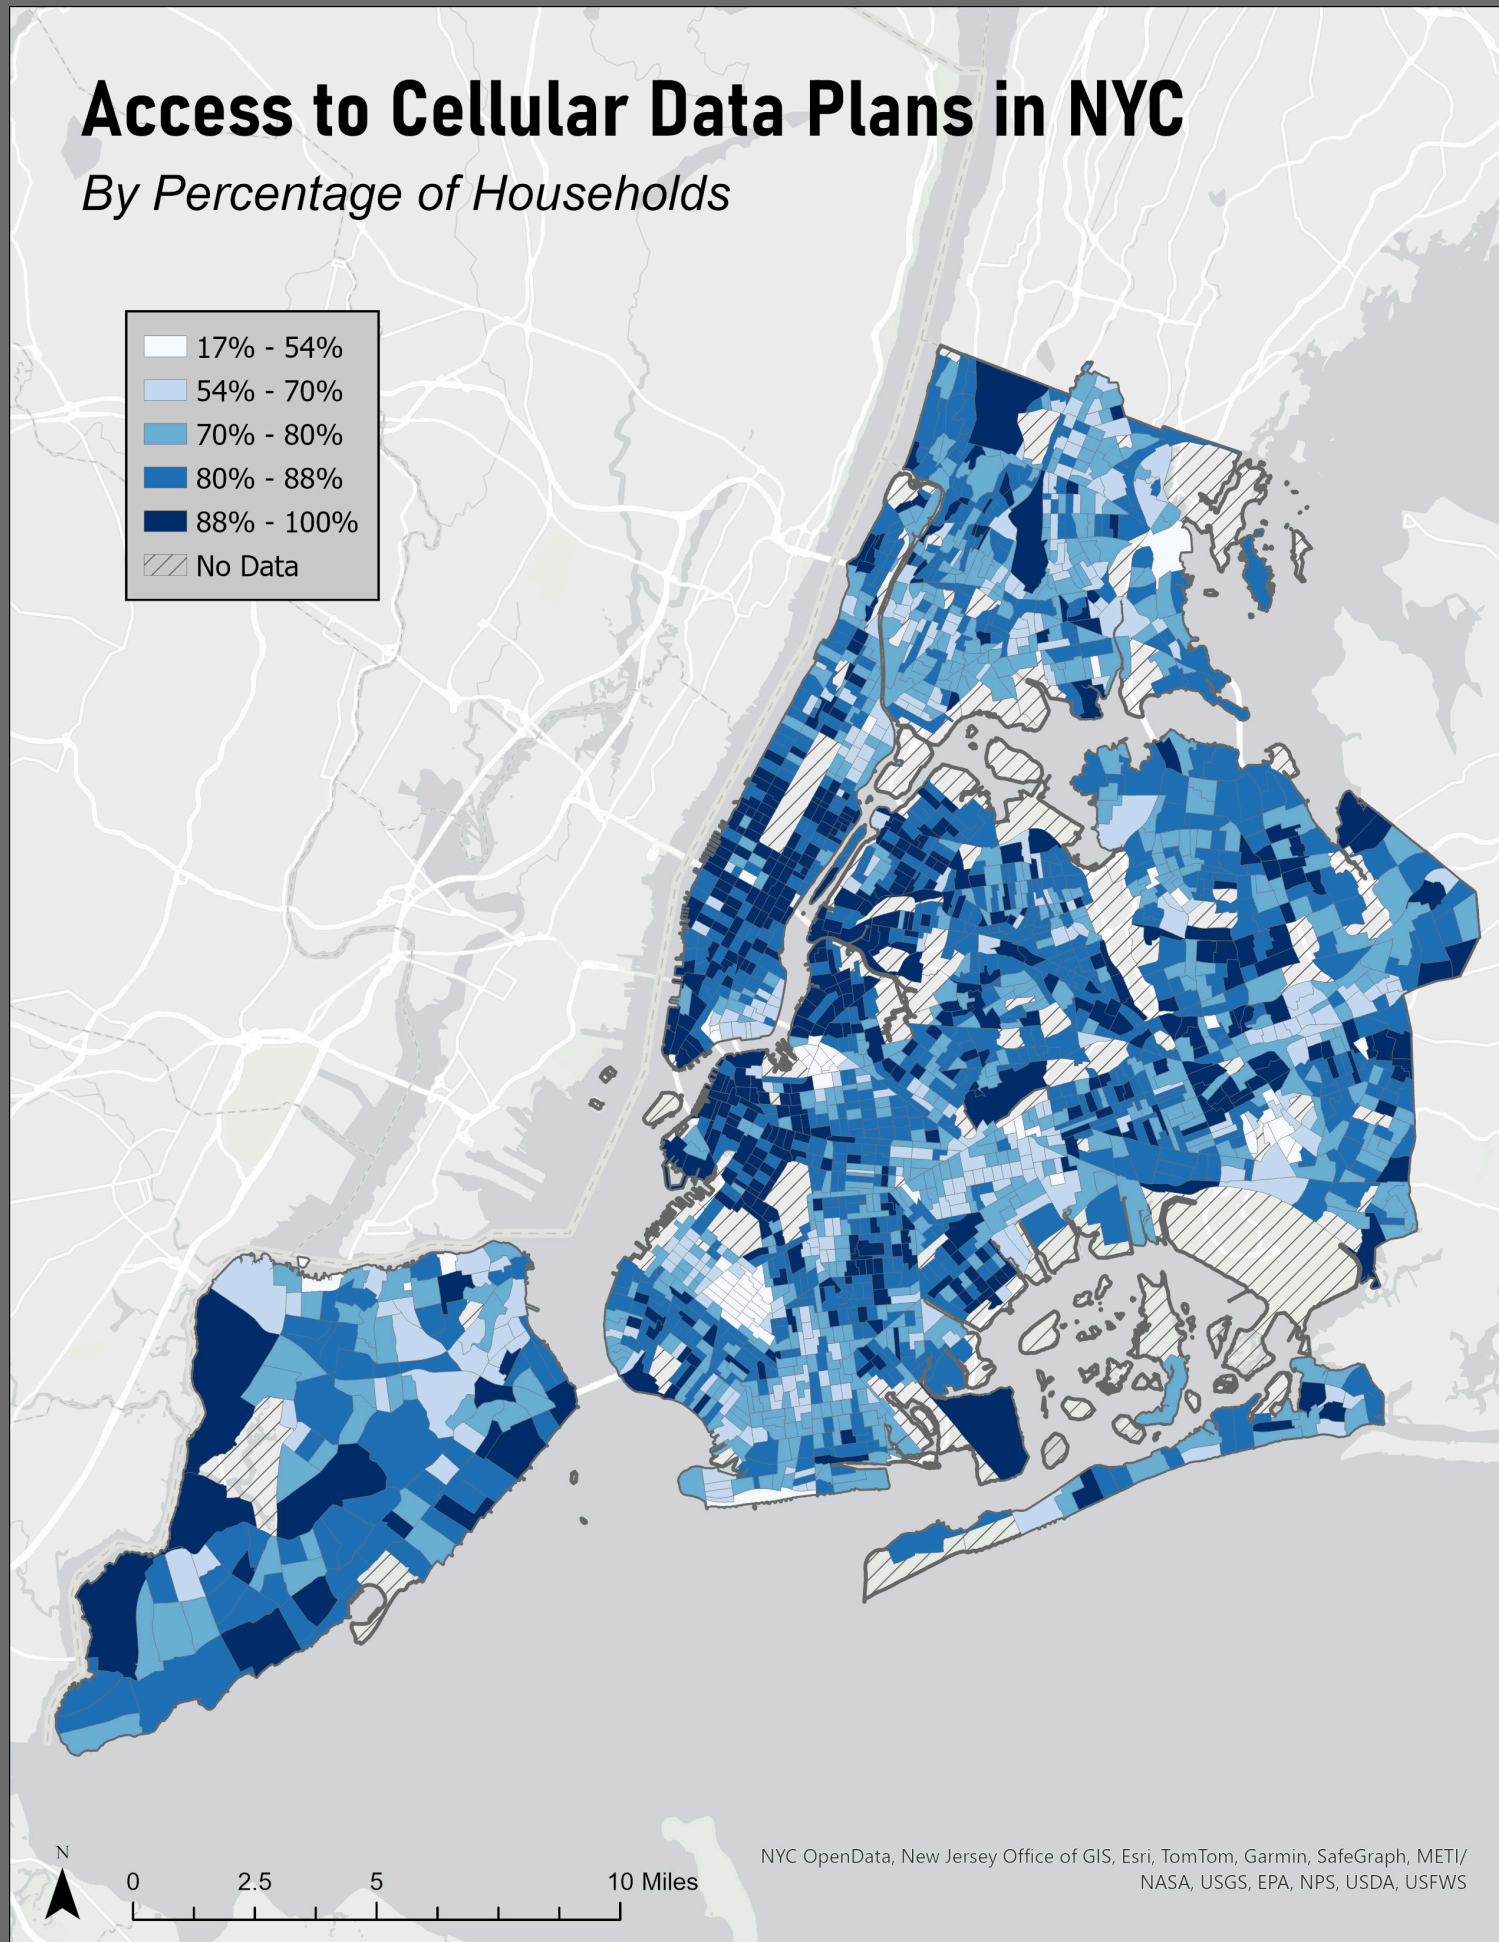 Access to Cellular Data Plans in NYC
By Percentage of Households
17% - 54%
54% - 70%
70% - 80%
80% - 88%
88% - 100%
No Data
N
0 2.5 5 10 Miles
NYC OpenData, New Jersey Office of GIS, Esri, TomTom, Garmin, SafeGraph, METI/
NASA, USGS, EPA, NPS, USDA, USFWS